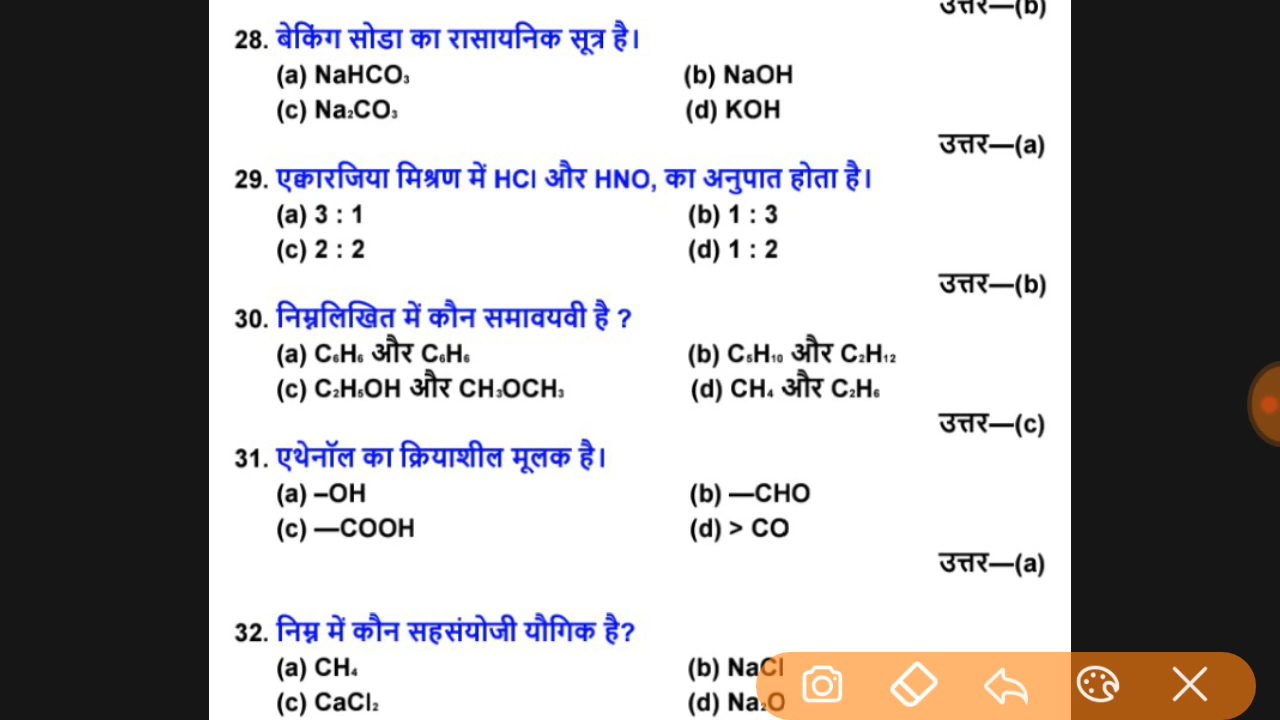 उत्तर—(b)
28. बेकिंग सोडा का रासायनिक सूत्र है।
(a) NaHCO₃ (b) NaOH
(c) Na₂CO₃ (d) KOH
उत्तर—(a)
29. एक्वारजिया मिश्रण में HCl और HNO, का अनुपात होता है।
(a) 3 : 1 (b) 1 : 3
(c) 2 : 2 (d) 1 : 2
उत्तर—(b)
30. निम्नलिखित में कौन समावयवी है ?
(a) C₆H₆ और C₆H₆ (b) C₅H₁₀ और C₂H₁₂
(c) C₂H₅OH और CH₃OCH₃ (d) CH₄ और C₂H₆
उत्तर—(c)
31. एथेनॉल का क्रियाशील मूलक है।
(a) –OH (b) —CHO
(c) —COOH (d) > CO
उत्तर—(a)
32. निम्न में कौन सहसंयोजी यौगिक है?
(a) CH₄ (b) NaCl
(c) CaCl₂ (d) Na₂O